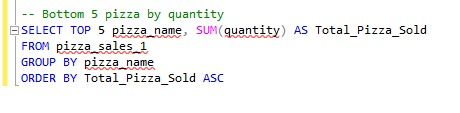 -- Bottom 5 pizza by quantity
SELECT TOP 5 pizza_name, SUM(quantity) AS Total_Pizza_Sold
FROM pizza_sales_1
GROUP BY pizza_name
ORDER BY Total_Pizza_Sold ASC